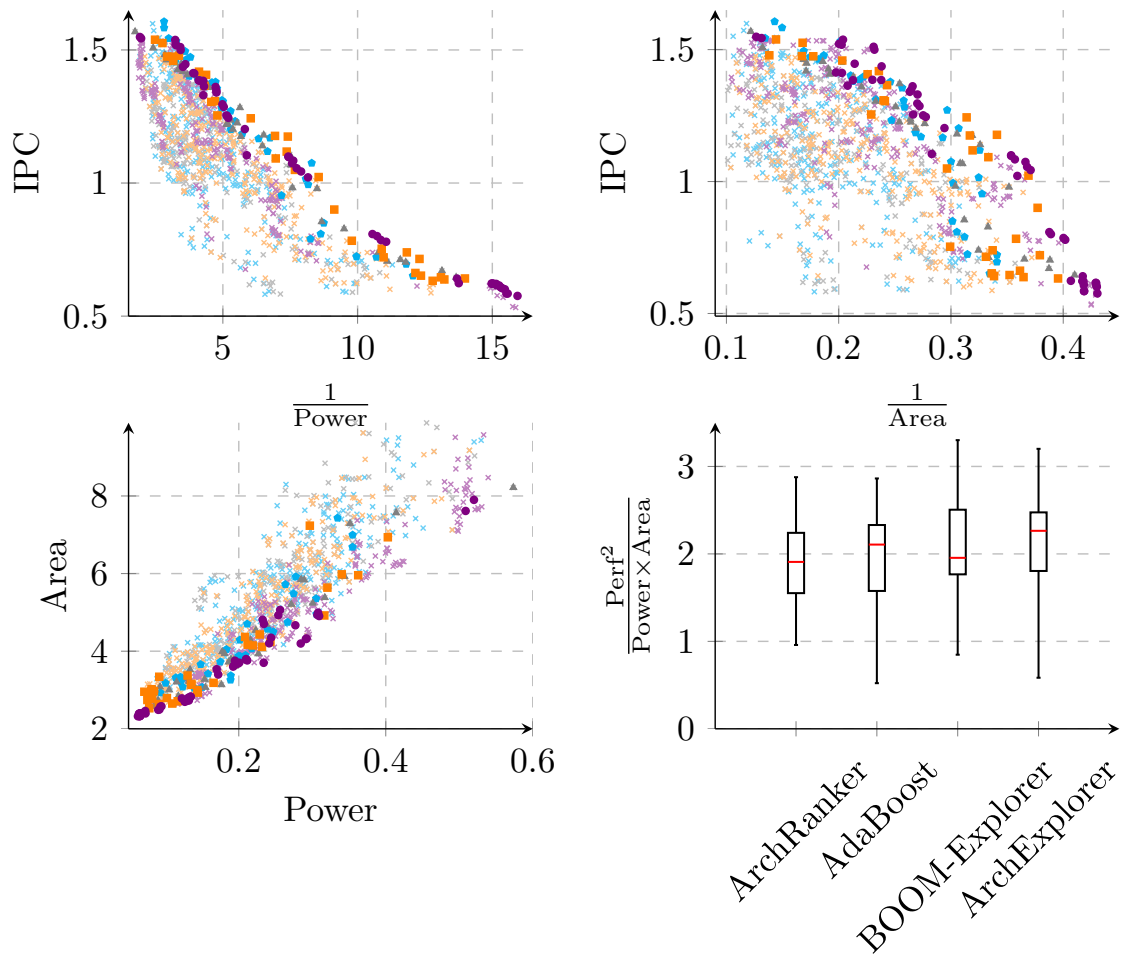 IPC
1.5
1
0.5
5
10
15
1
Power
IPC
1.5
1
0.5
0.1
0.2
0.3
0.4
1
Area
Area
8
6
4
2
0.2
0.4
0.6
Power
Perf²
Power×Area
3
2
1
0
ArchRanker
AdaBoost
BOOM-Explorer
ArchExplorer